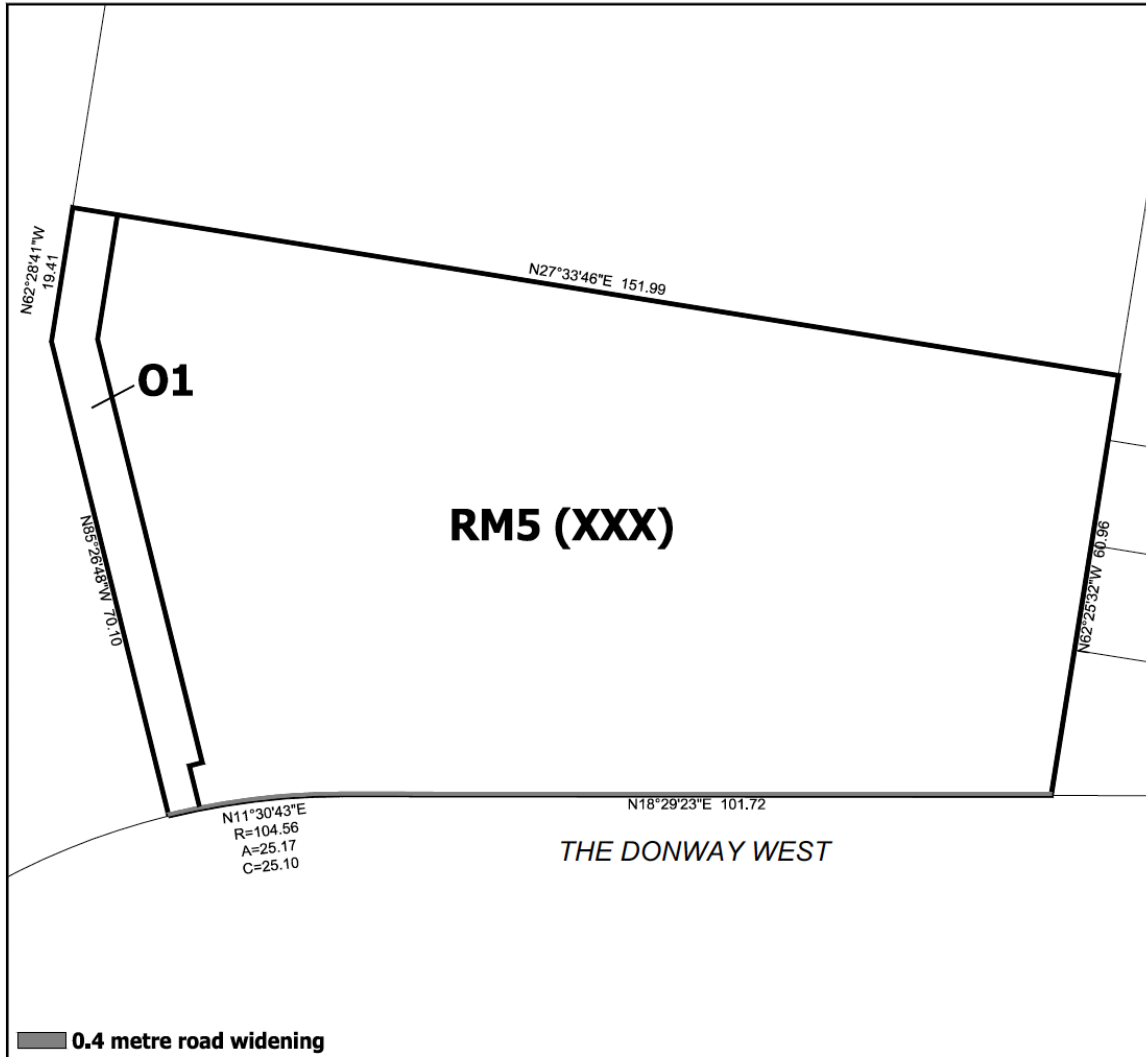 N62°28'41"W
19.41
N27°33'46"E 151.99
O1
RM5 (XXX)
N85°26'48"W 70.10
N62°25'32"W 60.96
N11°30'43"E
R=104.56
A=25.17
C=25.10
N18°29'23"E 101.72
THE DONWAY WEST
0.4 metre road widening